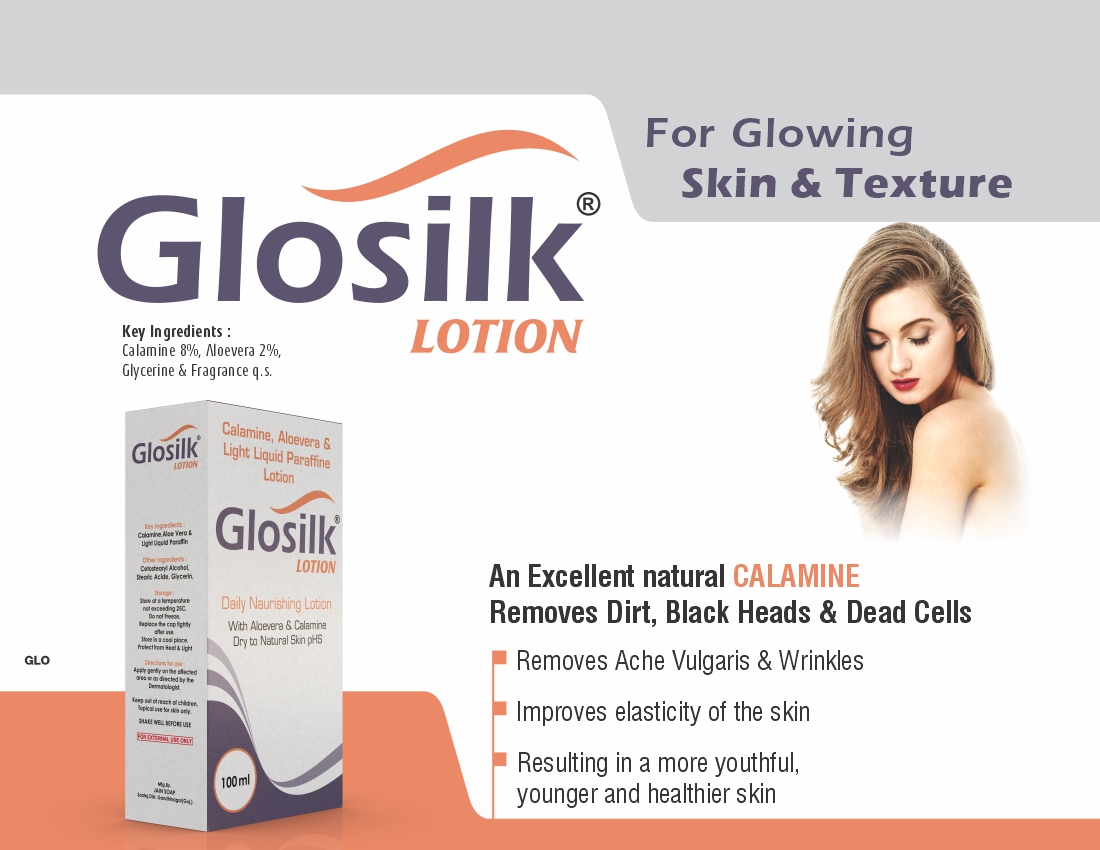 For Glowing
Skin & Texture
Glosilk®
LOTION
Key Ingredients :
Calamine 8%, Aloevera 2%,
Glycerine & Fragrance q.s.
Glosilk®
LOTION
Key Ingredients :
Calamine,Aloe Vera &
Light Liquid Paraffin
Other Ingredients :
Cetostearyl Alcohol,
Stearic Acide, Glycerin,
Storage :
Store at a temperature
not exceeding 25C.
Do not Freeze.
Replace the cap tightly
after use.
Store in a cool place.
Protect from Heat & Light
Directions for use :
Apply gently on the affected
area or as directed by the
Dermatologist.
Keep out of reach of children.
Topical use for skin only.
SHAKE WELL BEFORE USE
FOR EXTERNAL USE ONLY
Mfg.By.
JAIN SOAP
Calamine, Aloevera &
Light Liquid Paraffine
Lotion
Glosilk®
LOTION
Daily Naurishing Lotion
With Aloevera & Calamine
Dry to Natural Skin pHS
100 ml
GLO
An Excellent natural CALAMINE
Removes Dirt, Black Heads & Dead Cells
Removes Ache Vulgaris & Wrinkles
Improves elasticity of the skin
Resulting in a more youthful,
younger and healthier skin